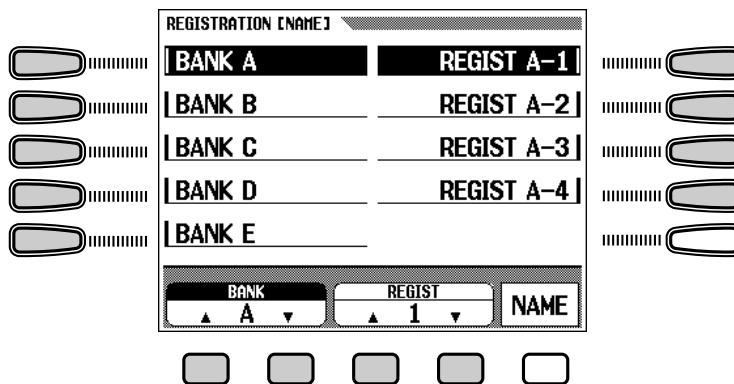 REGISTRATION [NAME]
BANK A REGIST A-1
BANK B REGIST A-2
BANK C REGIST A-3
BANK D REGIST A-4
BANK E
BANK REGIST NAME
▲ A ▼ ▲ 1 ▼